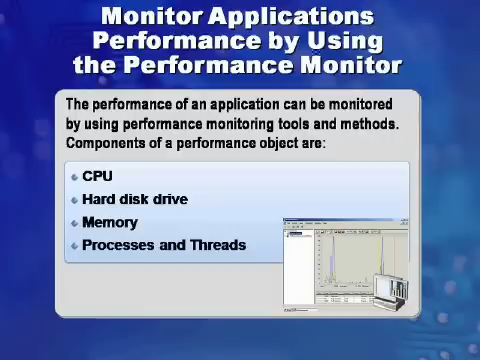 Monitor Applications
Performance by Using
the Performance Monitor
The performance of an application can be monitored
by using performance monitoring tools and methods.
Components of a performance object are:
CPU
Hard disk drive
Memory
Processes and Threads